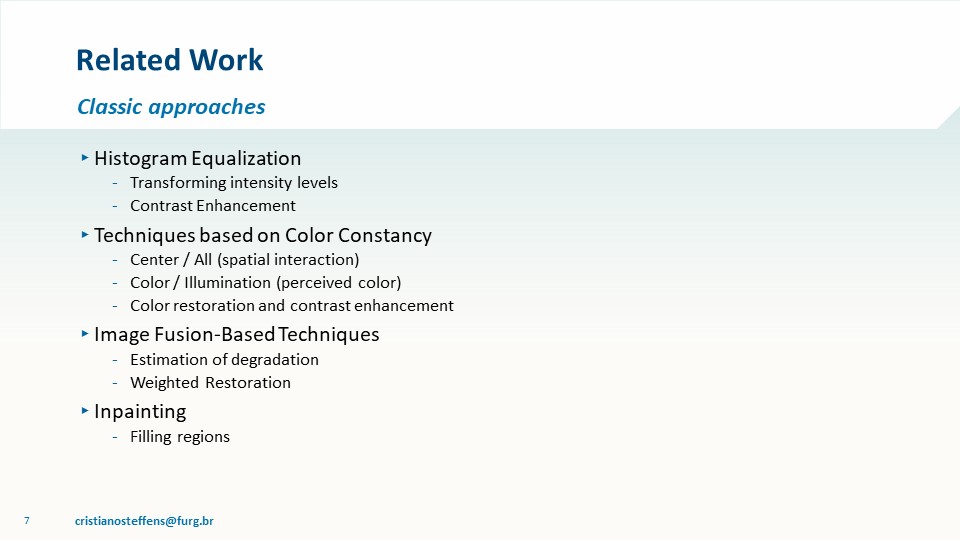 Related Work
Classic approaches
▸ Histogram Equalization
- Transforming intensity levels
- Contrast Enhancement
▸ Techniques based on Color Constancy
- Center / All (spatial interaction)
- Color / Illumination (perceived color)
- Color restoration and contrast enhancement
▸ Image Fusion-Based Techniques
- Estimation of degradation
- Weighted Restoration
▸ Inpainting
- Filling regions
7 cristianosteffens@furg.br